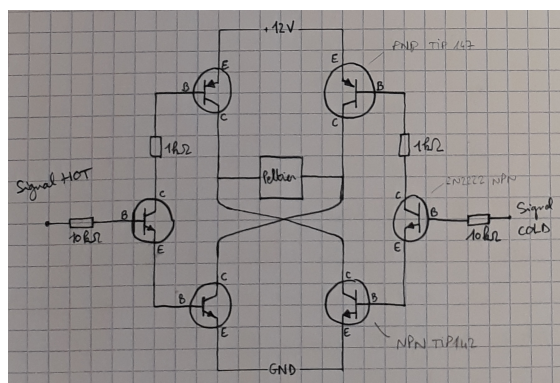 +12V
PNP TIP 147
E
E
B
B
C
C
1kΩ
1kΩ
Signal HOT
Peltier
2N2222 NPN
C
C
B
B
10kΩ
10kΩ
Signal
COLD
E
E
C
C
B
B
E
E
NPN TIP142
GND